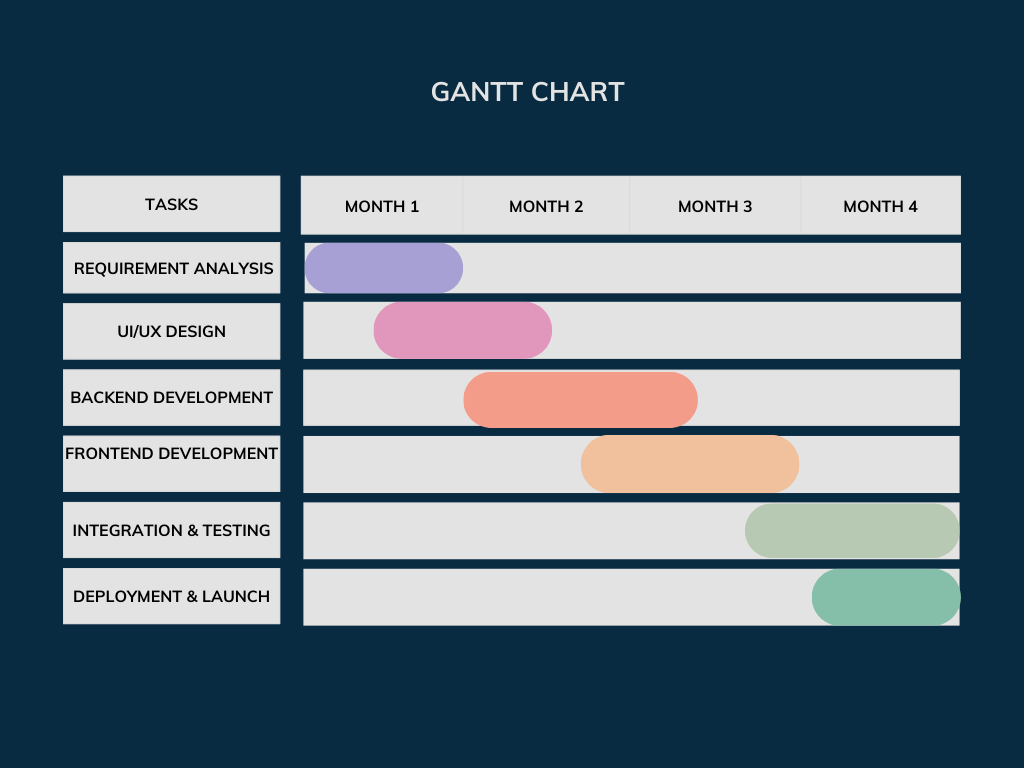 GANTT CHART
TASKS
MONTH 1
MONTH 2
MONTH 3
MONTH 4
REQUIREMENT ANALYSIS
UI/UX DESIGN
BACKEND DEVELOPMENT
FRONTEND DEVELOPMENT
INTEGRATION & TESTING
DEPLOYMENT & LAUNCH